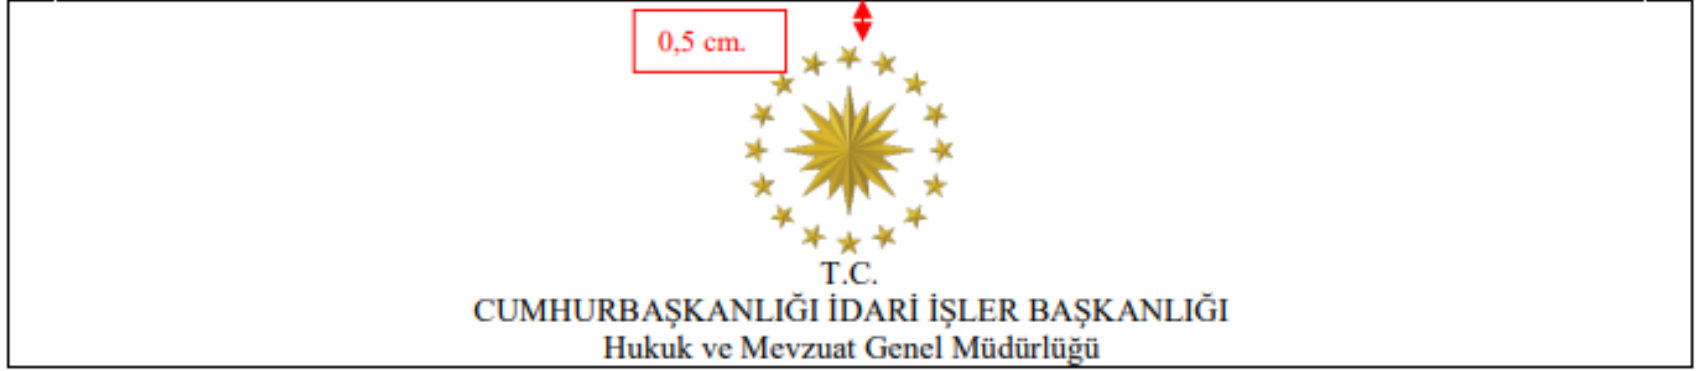 0,5 cm.
T.C.
CUMHURBAŞKANLIĞI İDARİ İŞLER BAŞKANLIĞI
Hukuk ve Mevzuat Genel Müdürlüğü